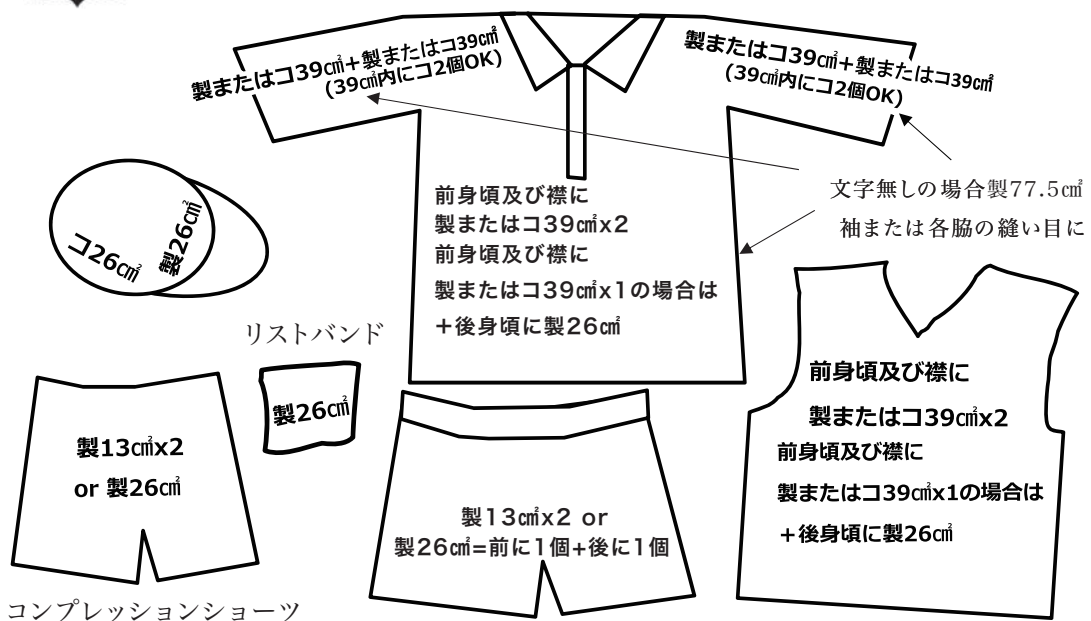 製またはコ39㎠+製またはコ39㎠
(39㎠内にコ2個OK)
製またはコ39㎠+製またはコ39㎠
(39㎠内にコ2個OK)
文字無しの場合製77.5㎠
袖または各脇の縫い目に
前身頃及び襟に
製またはコ39㎠x2
前身頃及び襟に
製またはコ39㎠x1の場合は
+後身頃に製26㎠
コ26㎠
製26㎠
リストバンド
製26㎠
製13㎠x2
or 製26㎠
コンプレッションショーツ
製13㎠x2 or
製26㎠=前に1個+後に1個
前身頃及び襟に
製またはコ39㎠x2
前身頃及び襟に
製またはコ39㎠x1の場合は
+後身頃に製26㎠